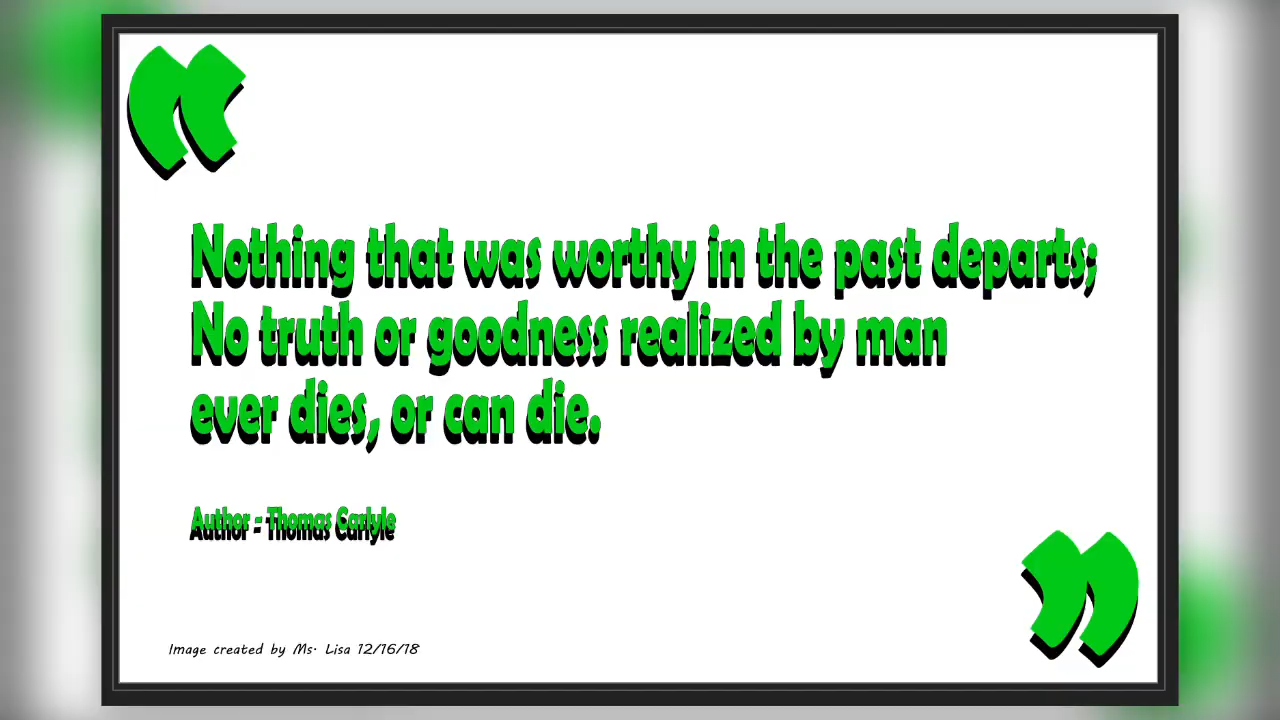 Nothing that was worthy in the past departs;
No truth or goodness realized by man
ever dies, or can die.
Author - Thomas Carlyle
Image created by Ms. Lisa 12/16/18